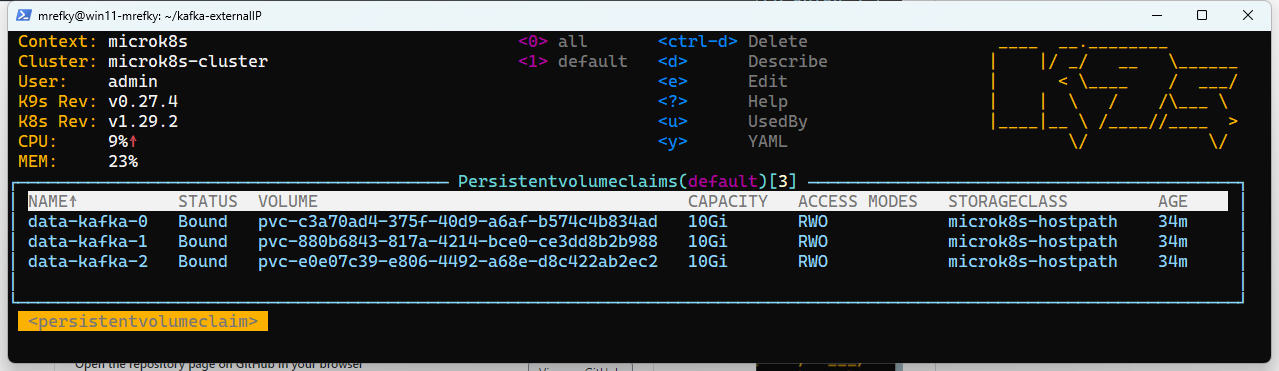 mrefky@win11-mrefky: ~/kafka-externalIP
Context: microk8s <0> all <ctrl-d> Delete
Cluster: microk8s-cluster <1> default <d> Describe
User: admin <e> Edit
K9s Rev: v0.27.4 <?> Help
K8s Rev: v1.29.2 <u> UsedBy
CPU: 9%↑ <y> YAML
MEM: 23%
Persistentvolumeclaims(default)[3]
NAME↑ STATUS VOLUME CAPACITY ACCESS MODES STORAGECLASS AGE
data-kafka-0 Bound pvc-c3a70ad4-375f-40d9-a6af-b574c4b834ad 10Gi RWO microk8s-hostpath 34m
data-kafka-1 Bound pvc-880b6843-817a-4214-bce0-ce3dd8b2b988 10Gi RWO microk8s-hostpath 34m
data-kafka-2 Bound pvc-e0e07c39-e806-4492-a68e-d8c422ab2ec2 10Gi RWO microk8s-hostpath 34m
<persistentvolumeclaim>
Open the repository page on GitHub in your browser